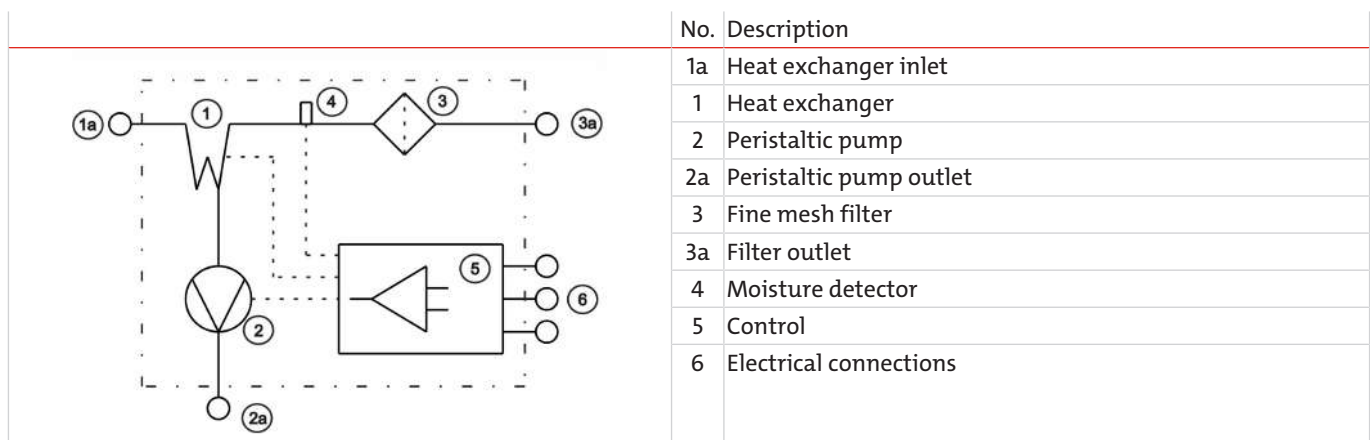 No. Description
1a Heat exchanger inlet
1 Heat exchanger
2 Peristaltic pump
2a Peristaltic pump outlet
3 Fine mesh filter
3a Filter outlet
4 Moisture detector
5 Control
6 Electrical connections
1a
1
4
3
3a
5
6
2
2a